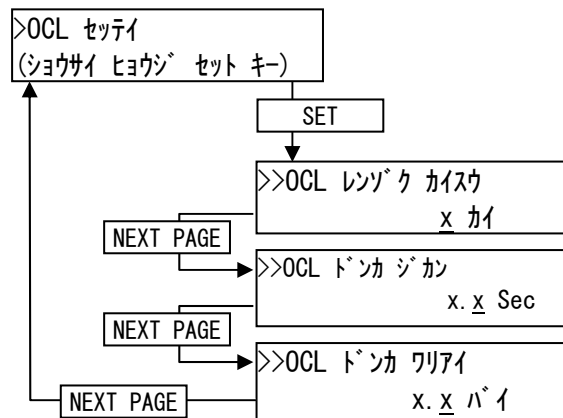 >OCL ｾｯﾃｲ
(ｼｮｳｻｲ ﾋｮｳｼﾞ ｾｯﾄ ｷｰ)
SET
>>OCL ﾚﾝｿﾞｸ ｶｲｽｳ
x ｶｲ
NEXT PAGE
>>OCL ﾄﾞﾝｶ ｼﾞｶﾝ
x.x Sec
NEXT PAGE
>>OCL ﾄﾞﾝｶ ﾜﾘｱｲ
x.x ﾊﾞｲ
NEXT PAGE